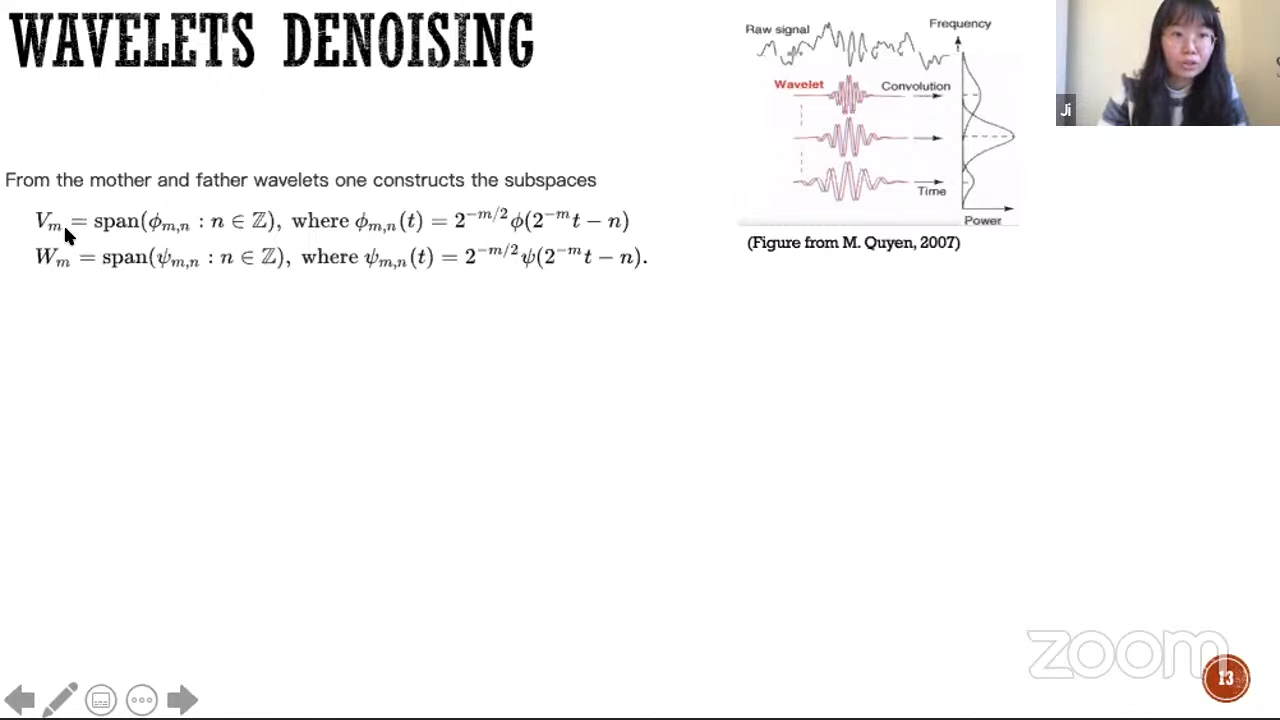 WAVELETS DENOISING
Raw signal
Frequency
Wavelet
Convolution
Time
Power
(Figure from M. Quyen, 2007)
Ji
From the mother and father wavelets one constructs the subspaces
V_m = span(ϕ_{m,n} : n ∈ ℤ), where ϕ_{m,n}(t) = 2^{−m/2}ϕ(2^{−m}t − n)
W_m = span(ψ_{m,n} : n ∈ ℤ), where ψ_{m,n}(t) = 2^{−m/2}ψ(2^{−m}t − n).
zoom
13